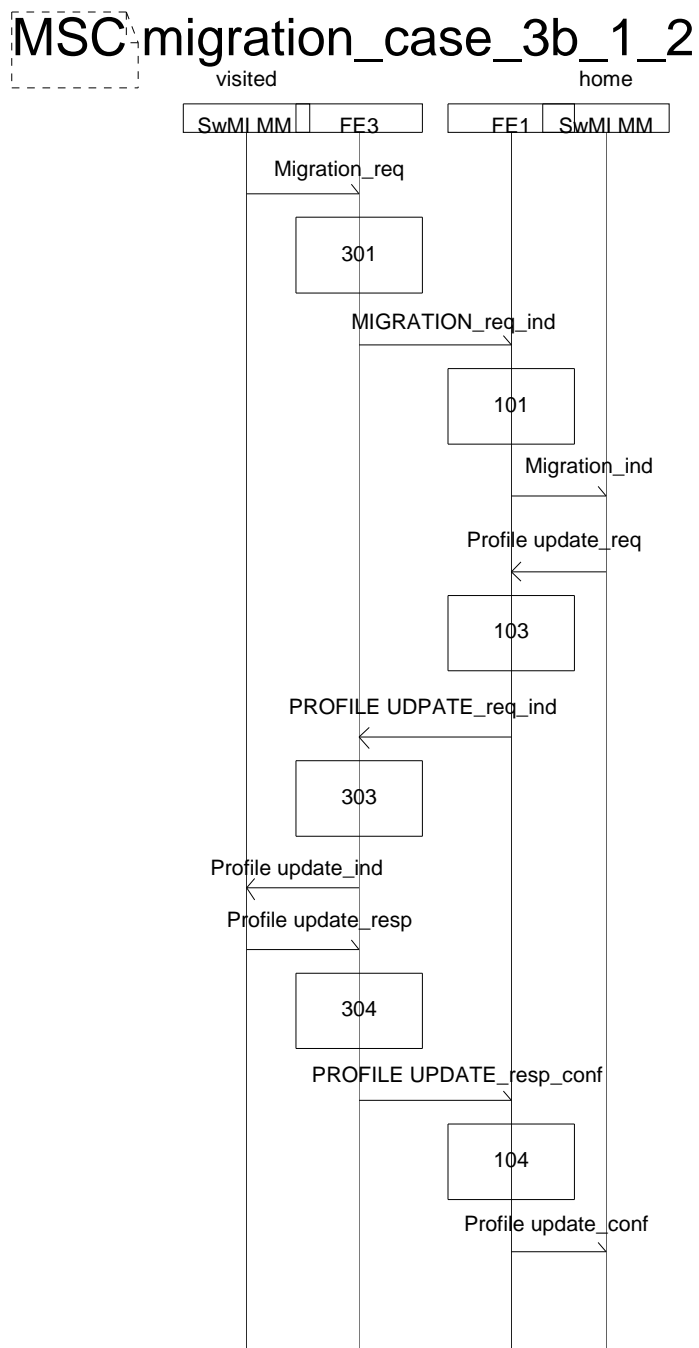 MSC migration_case_3b_1_2
visited home
SwMI MM FE3 FE1 SwMI MM
Migration_req
301
MIGRATION_req_ind
101
Migration_ind
Profile update_req
103
PROFILE UDPATE_req_ind
303
Profile update_ind
Profile update_resp
304
PROFILE UPDATE_resp_conf
104
Profile update_conf